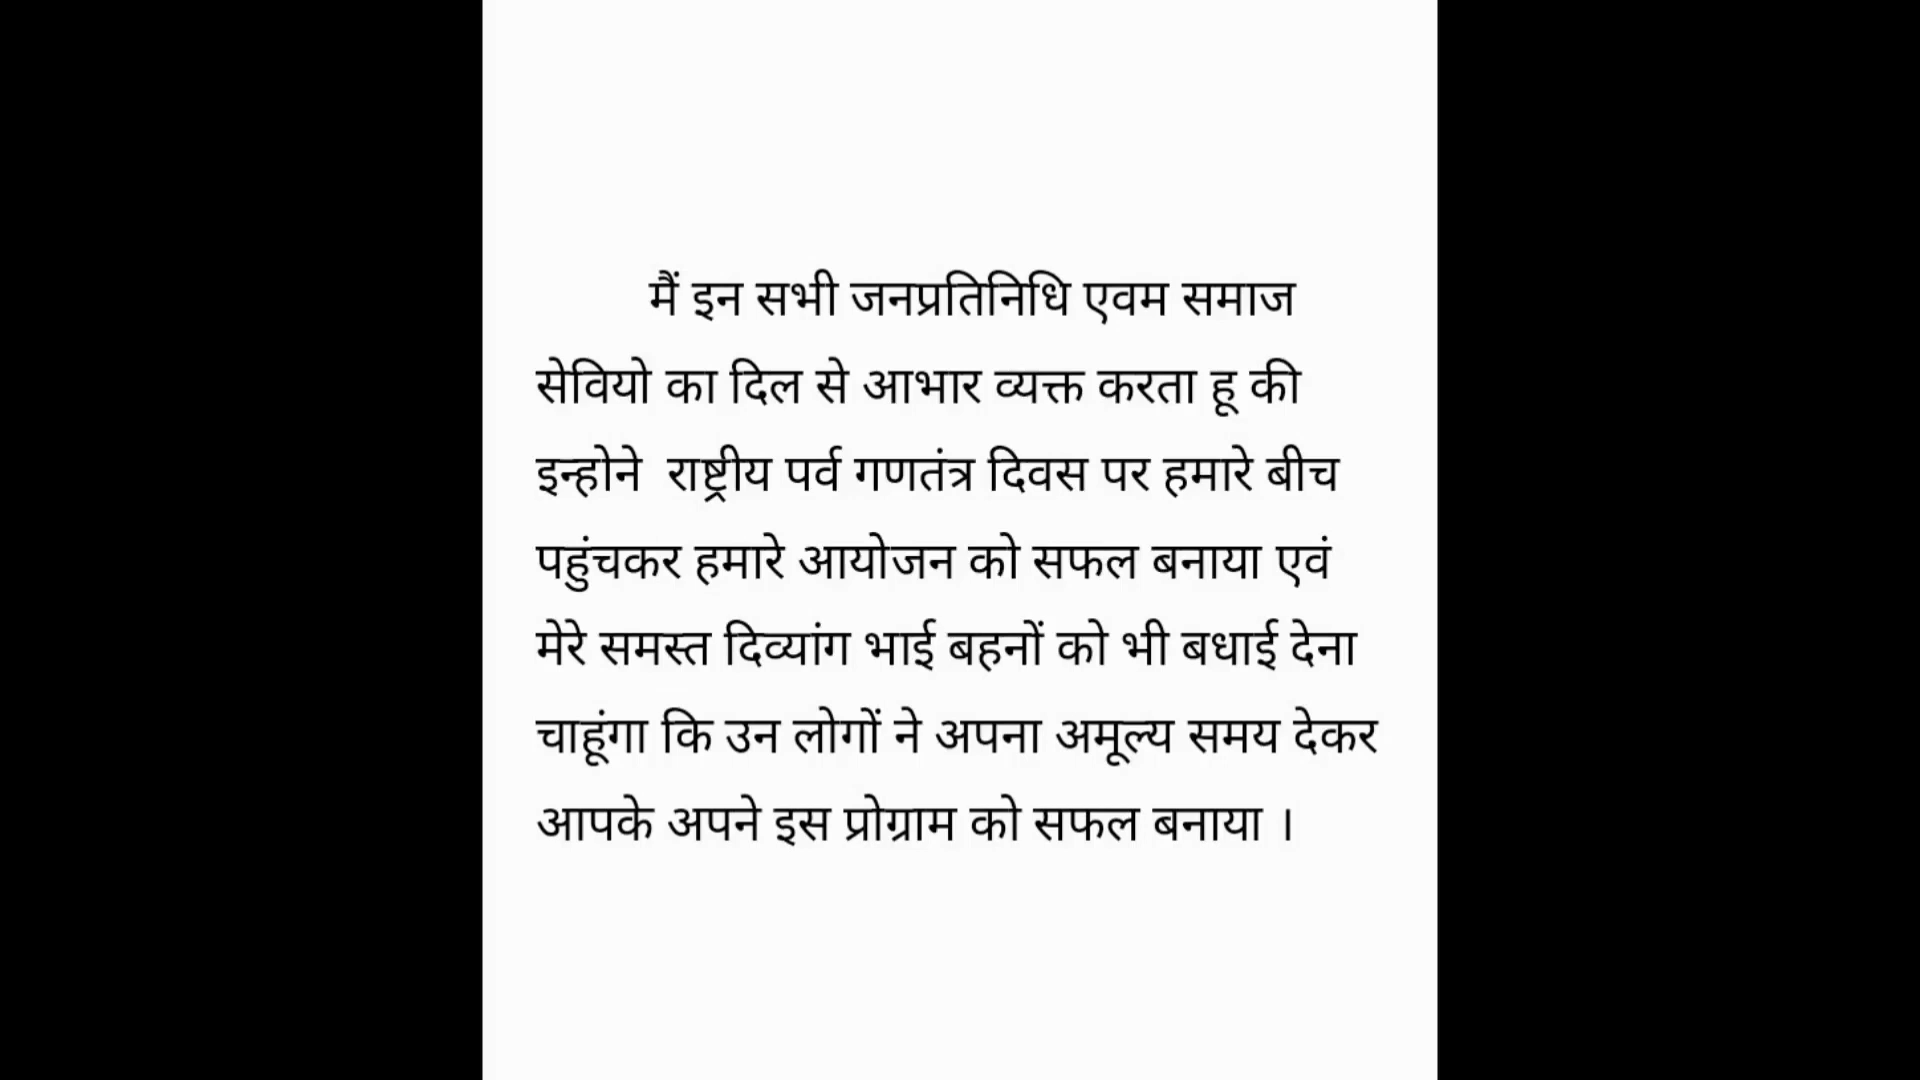 मैं इन सभी जनप्रतिनिधि एवम समाज
सेवियो का दिल से आभार व्यक्त करता हू की
इन्होने  राष्ट्रीय पर्व गणतंत्र दिवस पर हमारे बीच
पहुंचकर हमारे आयोजन को सफल बनाया एवं
मेरे समस्त दिव्यांग भाई बहनों को भी बधाई देना
चाहूंगा कि उन लोगों ने अपना अमूल्य समय देकर
आपके अपने इस प्रोग्राम को सफल बनाया ।